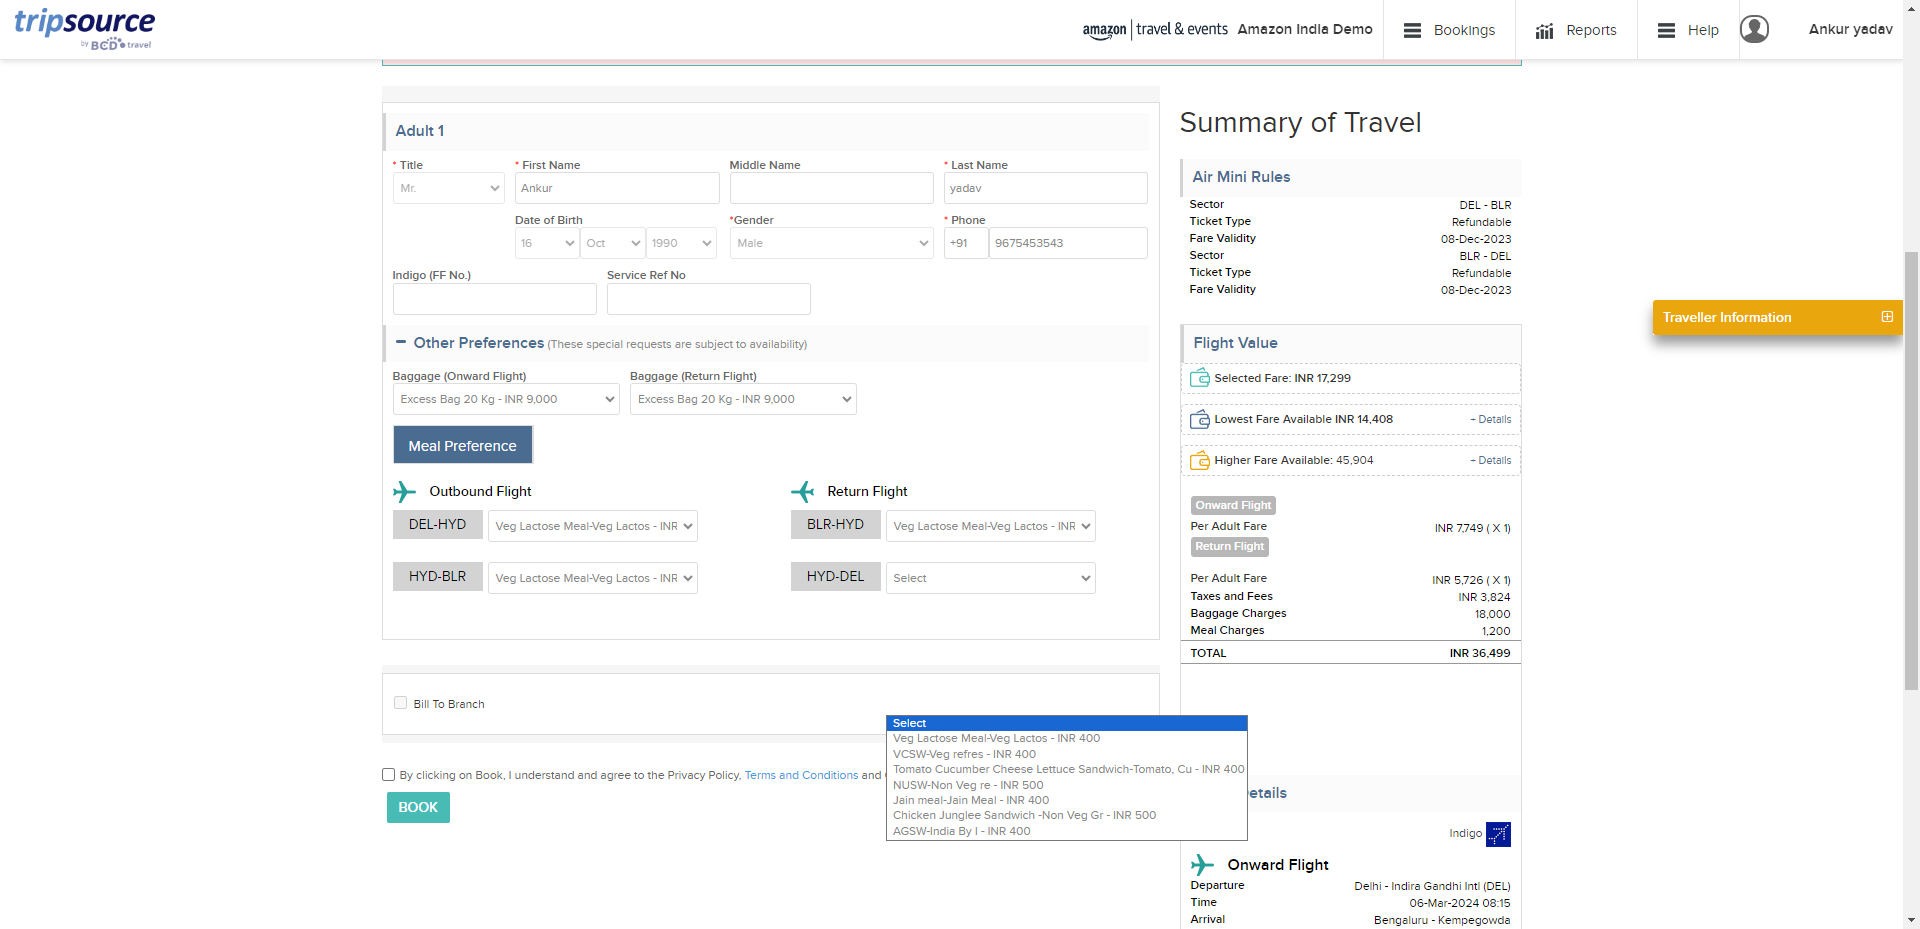 tripsource
by BCD travel
amazon travel & events Amazon India Demo
Bookings
Reports
Help
Ankur yadav
Adult 1
* Title
* First Name
Middle Name
* Last Name
Mr.
Ankur
yadav
Date of Birth
*Gender
* Phone
16
Oct
1990
Male
+91
9675453543
Indigo (FF No.)
Service Ref No
Other Preferences (These special requests are subject to availability)
Baggage (Onward Flight)
Baggage (Return Flight)
Excess Bag 20 Kg - INR 9,000
Excess Bag 20 Kg - INR 9,000
Meal Preference
Outbound Flight
Return Flight
DEL-HYD
Veg Lactose Meal-Veg Lactos - INR
BLR-HYD
Veg Lactose Meal-Veg Lactos - INR
HYD-BLR
Veg Lactose Meal-Veg Lactos - INR
HYD-DEL
Select
Bill To Branch
Select
Veg Lactose Meal-Veg Lactos - INR 400
VCSW-Veg refres - INR 400
Tomato Cucumber Cheese Lettuce Sandwich-Tomato, Cu - INR 400
NUSW-Non Veg re - INR 500
Jain meal-Jain Meal - INR 400
Chicken Junglee Sandwich -Non Veg Gr - INR 500
AGSW-India By I - INR 400
By clicking on Book, I understand and agree to the Privacy Policy, Terms and Conditions and
BOOK
Summary of Travel
Air Mini Rules
Sector DEL - BLR
Ticket Type Refundable
Fare Validity 08-Dec-2023
Sector BLR - DEL
Ticket Type Refundable
Fare Validity 08-Dec-2023
Flight Value
Selected Fare: INR 17,299
Lowest Fare Available INR 14,408 + Details
Higher Fare Available: 45,904 + Details
Onward Flight
Per Adult Fare INR 7,749 ( X 1)
Return Flight
Per Adult Fare INR 5,726 ( X 1)
Taxes and Fees INR 3,824
Baggage Charges 18,000
Meal Charges 1,200
TOTAL INR 36,499
etails
Indigo
Onward Flight
Departure Delhi - Indira Gandhi Intl (DEL)
Time 06-Mar-2024 08:15
Arrival Bengaluru - Kempegowda
Traveller Information